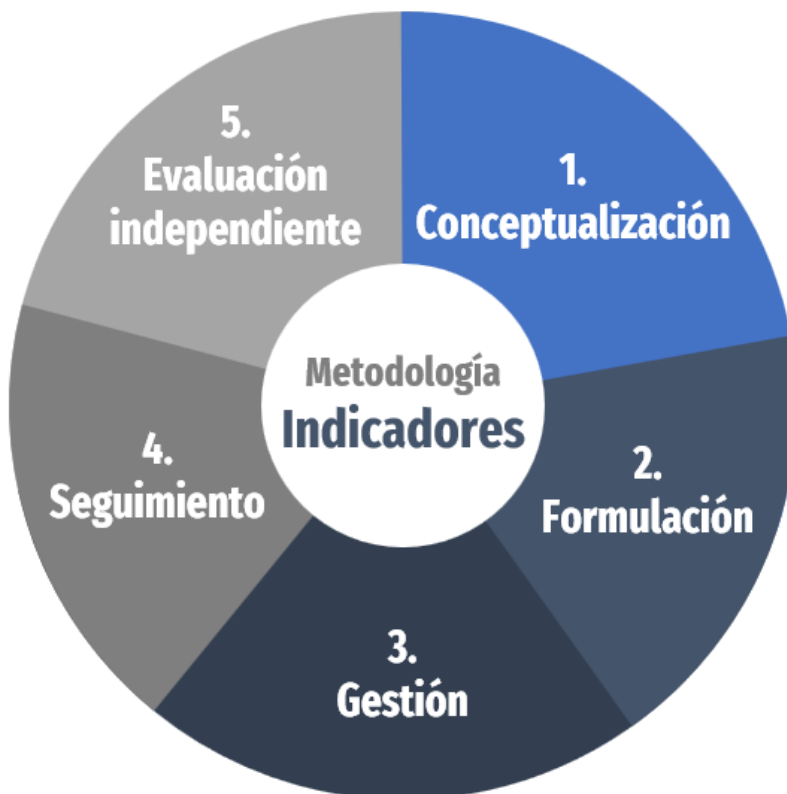 Metodología
Indicadores
1.
Conceptualización
2.
Formulación
3.
Gestión
4.
Seguimiento
5.
Evaluación
independiente